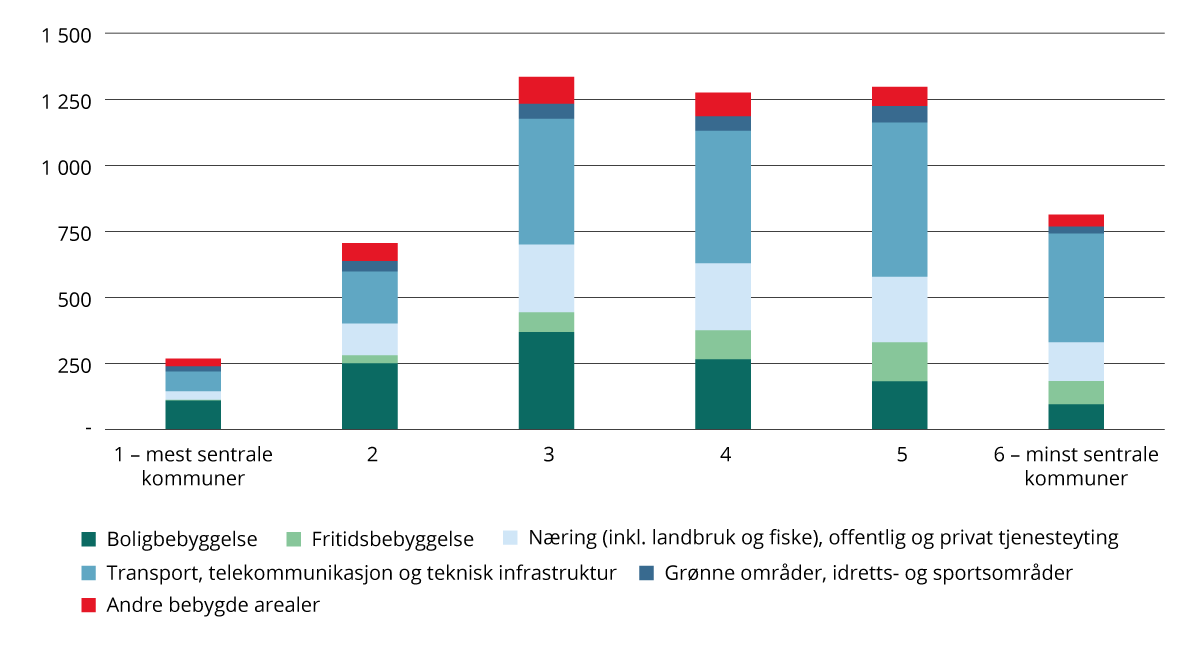 1 500
1 250
1 000
750
500
250
-
1 – mest sentrale
kommuner
2
3
4
5
6 – minst sentrale
kommuner
Boligbebyggelse
Fritidsbebyggelse
Næring (inkl. landbruk og fiske), offentlig og privat tjenesteyting
Transport, telekommunikasjon og teknisk infrastruktur
Grønne områder, idretts- og sportsområder
Andre bebygde arealer